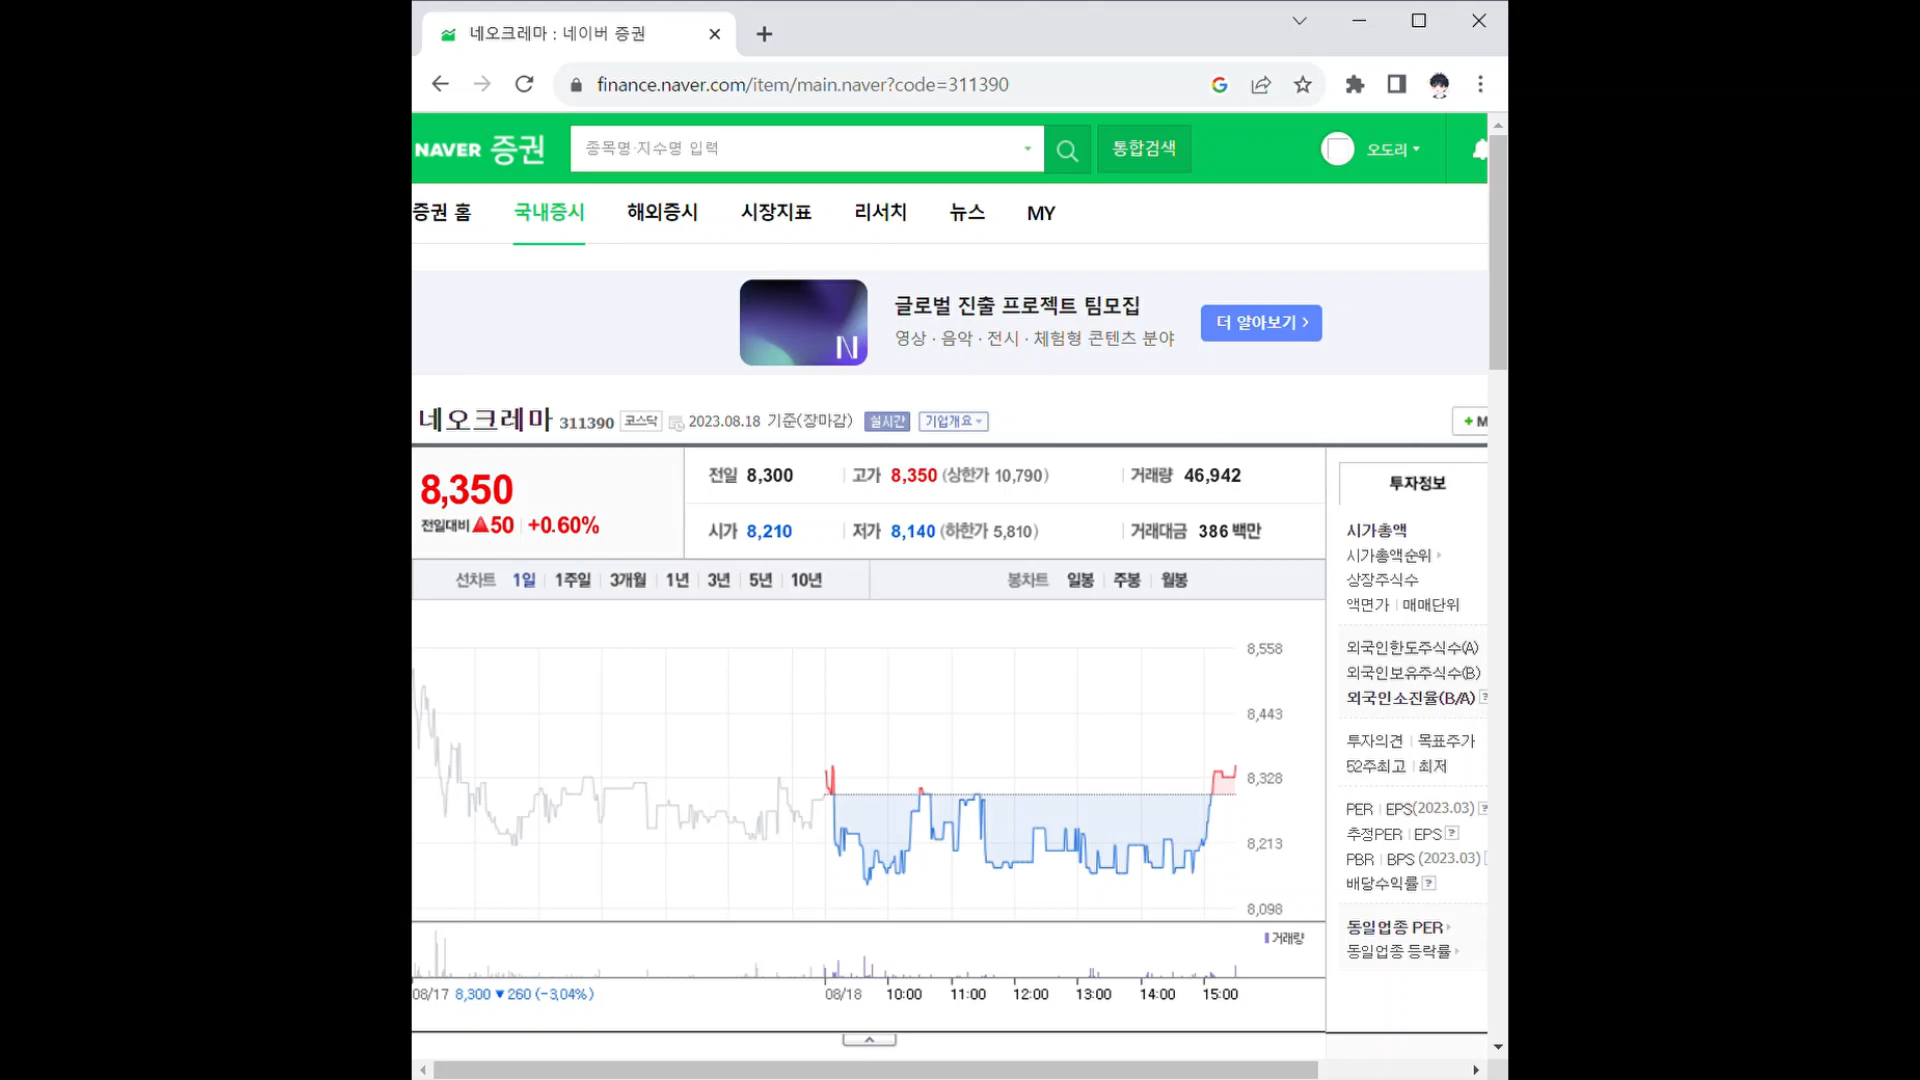 네오크레마 : 네이버 증권
finance.naver.com/item/main.naver?code=311390
NAVER 증권
종목명·지수명 입력
통합검색
오도리
증권 홈 국내증시 해외증시 시장지표 리서치 뉴스 MY
글로벌 진출 프로젝트 팀모집
영상 · 음악 · 전시 · 체험형 콘텐츠 분야
더 알아보기 >
N
네오크레마 311390 코스닥 2023.08.18 기준(장마감) 실시간 기업개요
+ M
8,350
전일대비 ▲50 +0.60%
전일 8,300 고가 8,350 (상한가 10,790) 거래량 46,942
시가 8,210 저가 8,140 (하한가 5,810) 거래대금 386 백만
선차트 1일 1주일 3개월 1년 3년 5년 10년 봉차트 일봉 주봉 월봉
8,558
8,443
8,328
8,213
8,098
거래량
08/17 8,300 ▼260 (-3,04%)
08/18 10:00 11:00 12:00 13:00 14:00 15:00
투자정보
시가총액
시가총액순위
상장주식수
액면가 | 매매단위
외국인한도주식수(A)
외국인보유주식수(B)
외국인소진율(B/A) ?
투자의견 | 목표주가
52주최고 | 최저
PER | EPS(2023.03) ?
추정PER | EPS ?
PBR | BPS (2023.03)
배당수익률 ?
동일업종 PER
동일업종 등락률